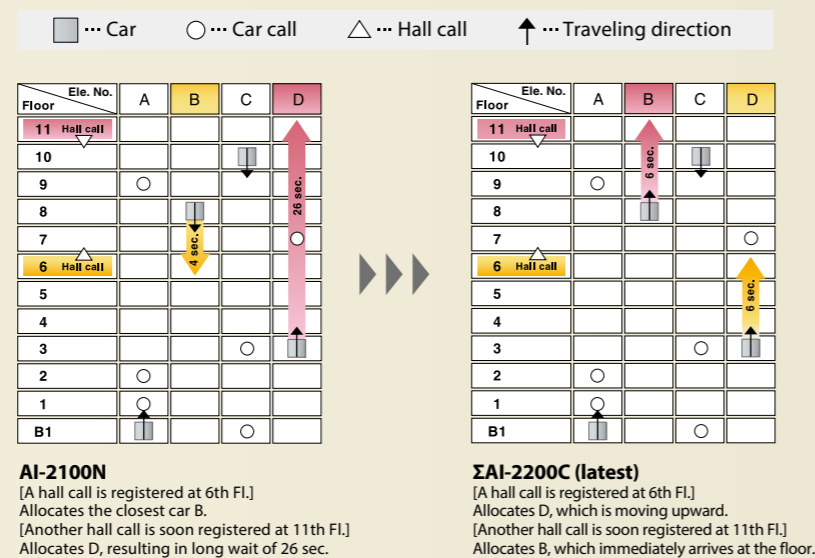 ··· Car ··· Car call ··· Hall call ··· Traveling direction
Ele. No.
Floor A B C D
11 Hall call
10
9
8
7
6 Hall call
5
4
3
2
1
B1
4 sec.
26 sec.
Ele. No.
Floor A B C D
11 Hall call
10
9
8
7
6 Hall call
5
4
3
2
1
B1
6 sec.
6 sec.
AI-2100N
[A hall call is registered at 6th Fl.]
Allocates the closest car B.
[Another hall call is soon registered at 11th Fl.]
Allocates D, resulting in long wait of 26 sec.
ΣAI-2200C (latest)
[A hall call is registered at 6th Fl.]
Allocates D, which is moving upward.
[Another hall call is soon registered at 11th Fl.]
Allocates B, which immediately arrives at the floor.